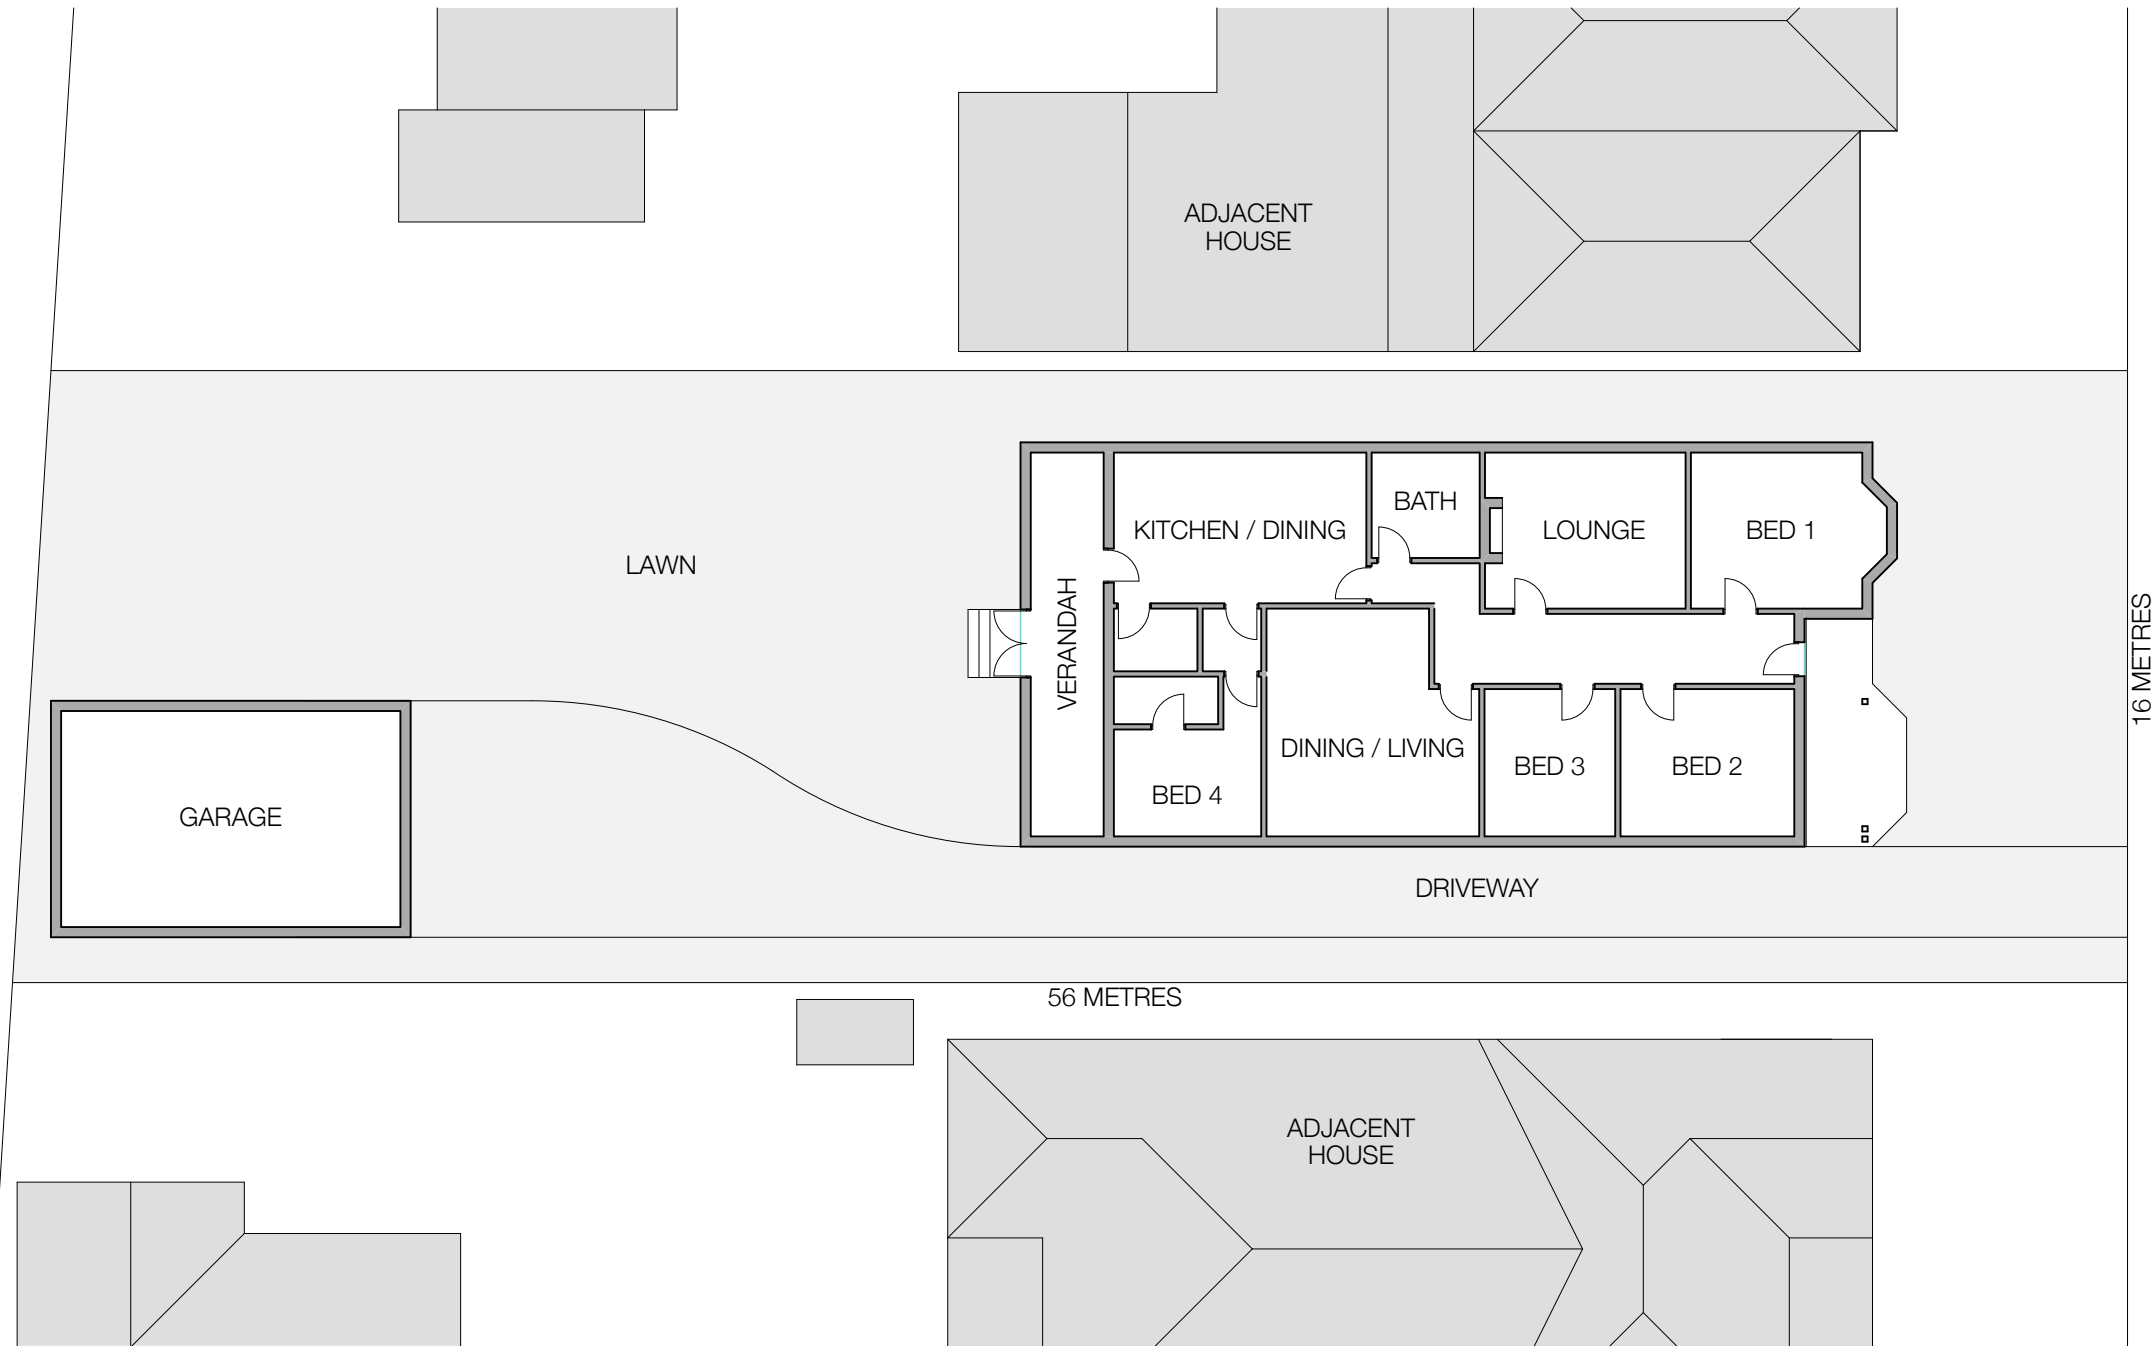 ADJACENT
HOUSE
BATH
KITCHEN / DINING
LOUNGE
BED 1
LAWN
VERANDAH
16 METRES
DINING / LIVING
BED 3
BED 2
BED 4
GARAGE
DRIVEWAY
56 METRES
ADJACENT
HOUSE